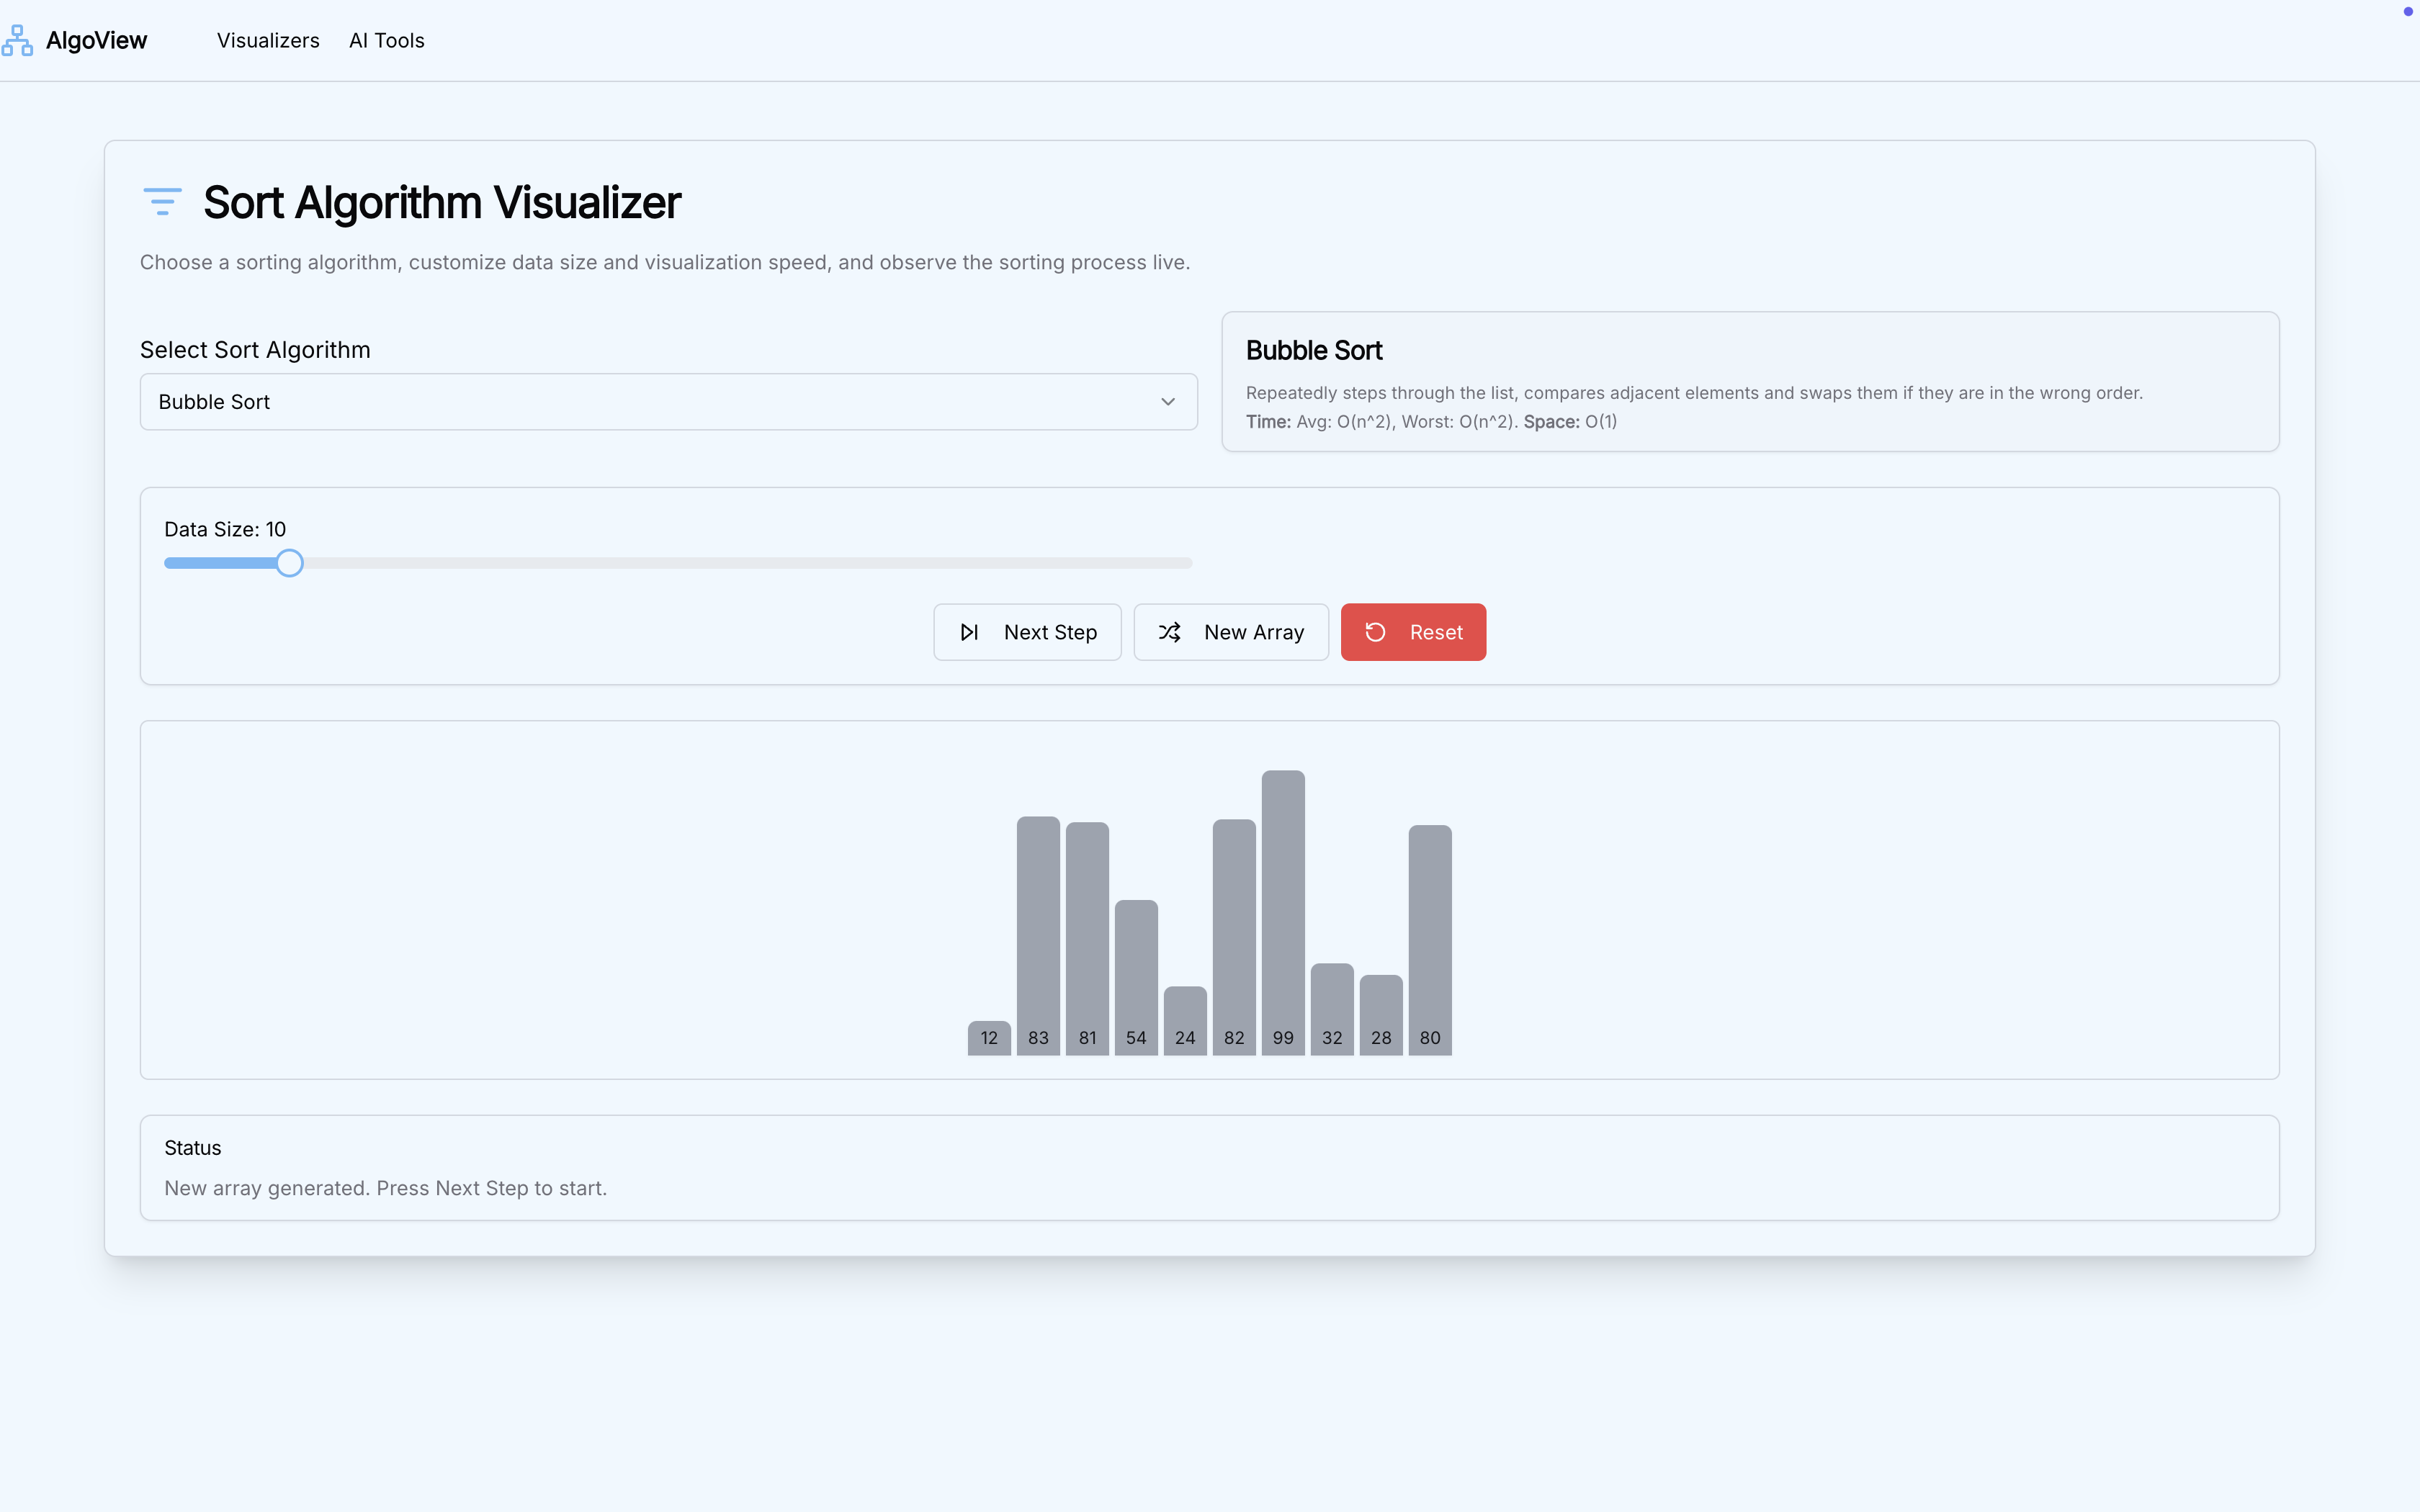 AlgoView
Visualizers
AI Tools
Sort Algorithm Visualizer
Choose a sorting algorithm, customize data size and visualization speed, and observe the sorting process live.
Select Sort Algorithm
Bubble Sort
Bubble Sort
Repeatedly steps through the list, compares adjacent elements and swaps them if they are in the wrong order.
Time: Avg: O(n^2), Worst: O(n^2). Space: O(1)
Data Size: 10
Next Step
New Array
Reset
12 83 81 54 24 82 99 32 28 80
Status
New array generated. Press Next Step to start.